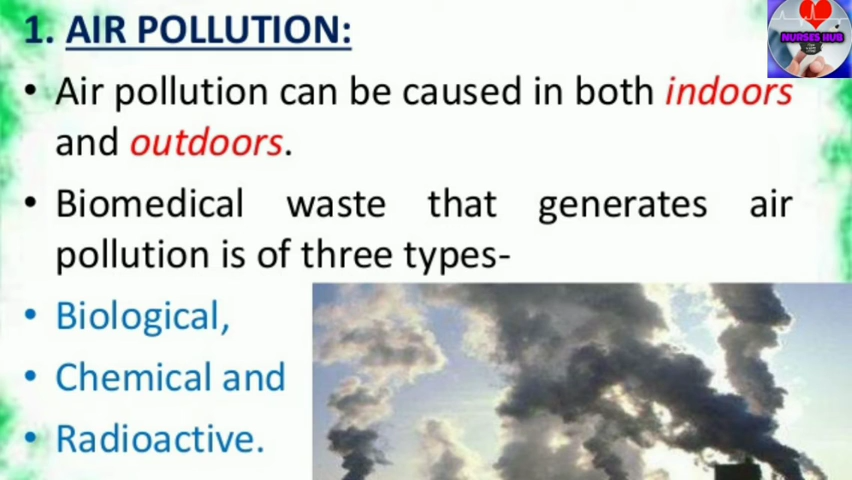 1. AIR POLLUTION:
NURSES HUB
• Air pollution can be caused in both indoors
and outdoors.
• Biomedical waste that generates air
pollution is of three types-
• Biological,
• Chemical and
• Radioactive.